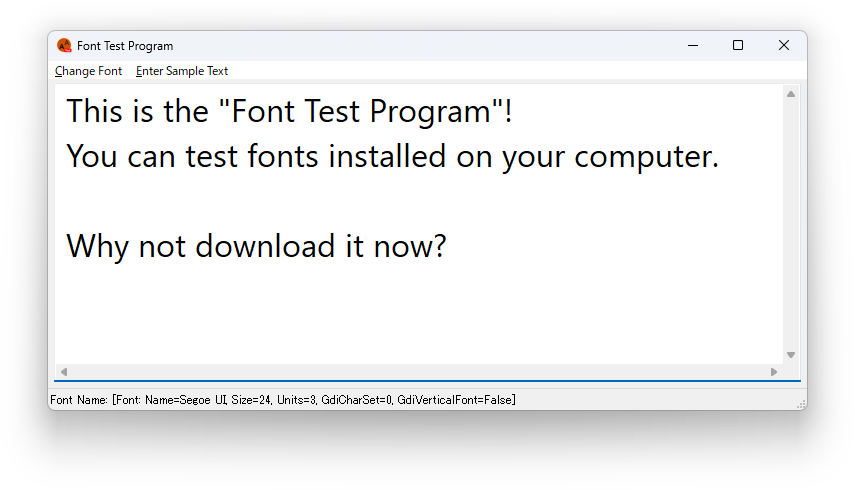 Font Test Program
Change Font Enter Sample Text
This is the "Font Test Program"!
You can test fonts installed on your computer.
Why not download it now?
Font Name: [Font: Name=Segoe UI, Size=24, Units=3, GdiCharSet=0, GdiVerticalFont=False]